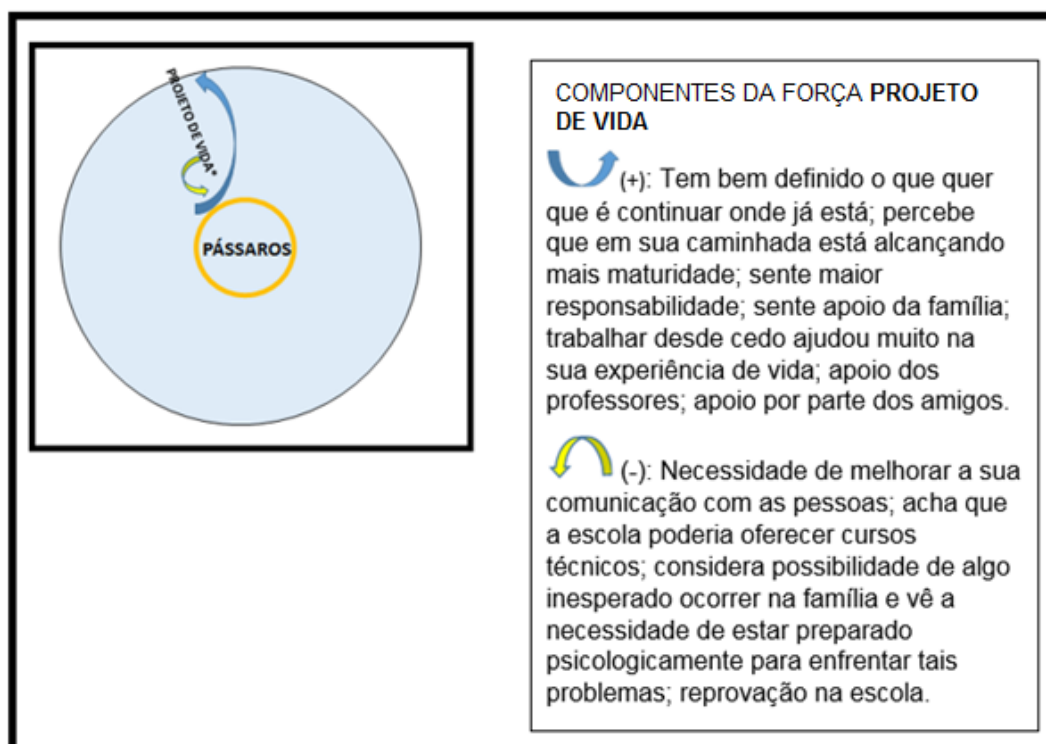 PROJETO DE VIDA*
PÁSSAROS
COMPONENTES DA FORÇA PROJETO
DE VIDA
(+): Tem bem definido o que quer
que é continuar onde já está; percebe
que em sua caminhada está alcançando
mais maturidade; sente maior
responsabilidade; sente apoio da família;
trabalhar desde cedo ajudou muito na
sua experiência de vida; apoio dos
professores; apoio por parte dos amigos.
(-): Necessidade de melhorar a sua
comunicação com as pessoas; acha que
a escola poderia oferecer cursos
técnicos; considera possibilidade de algo
inesperado ocorrer na família e vê a
necessidade de estar preparado
psicologicamente para enfrentar tais
problemas; reprovação na escola.